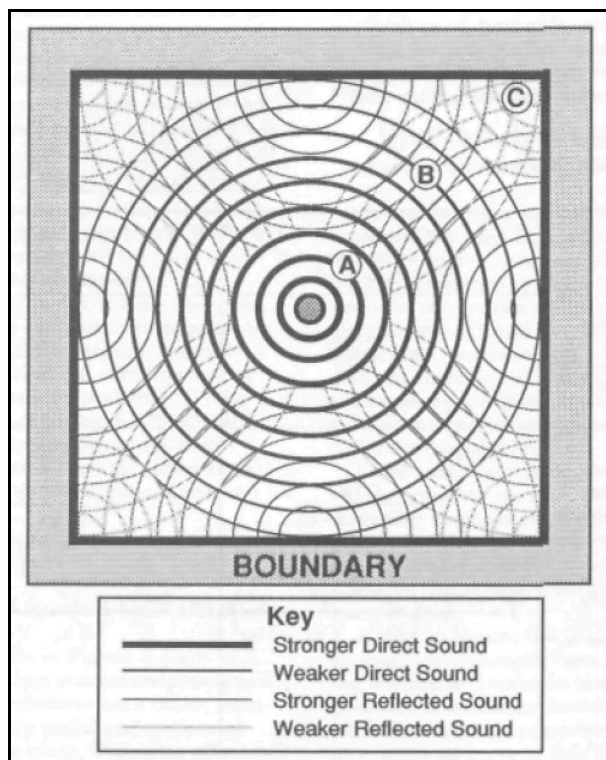 C
B
A
BOUNDARY
Key
Stronger Direct Sound
Weaker Direct Sound
Stronger Reflected Sound
Weaker Reflected Sound